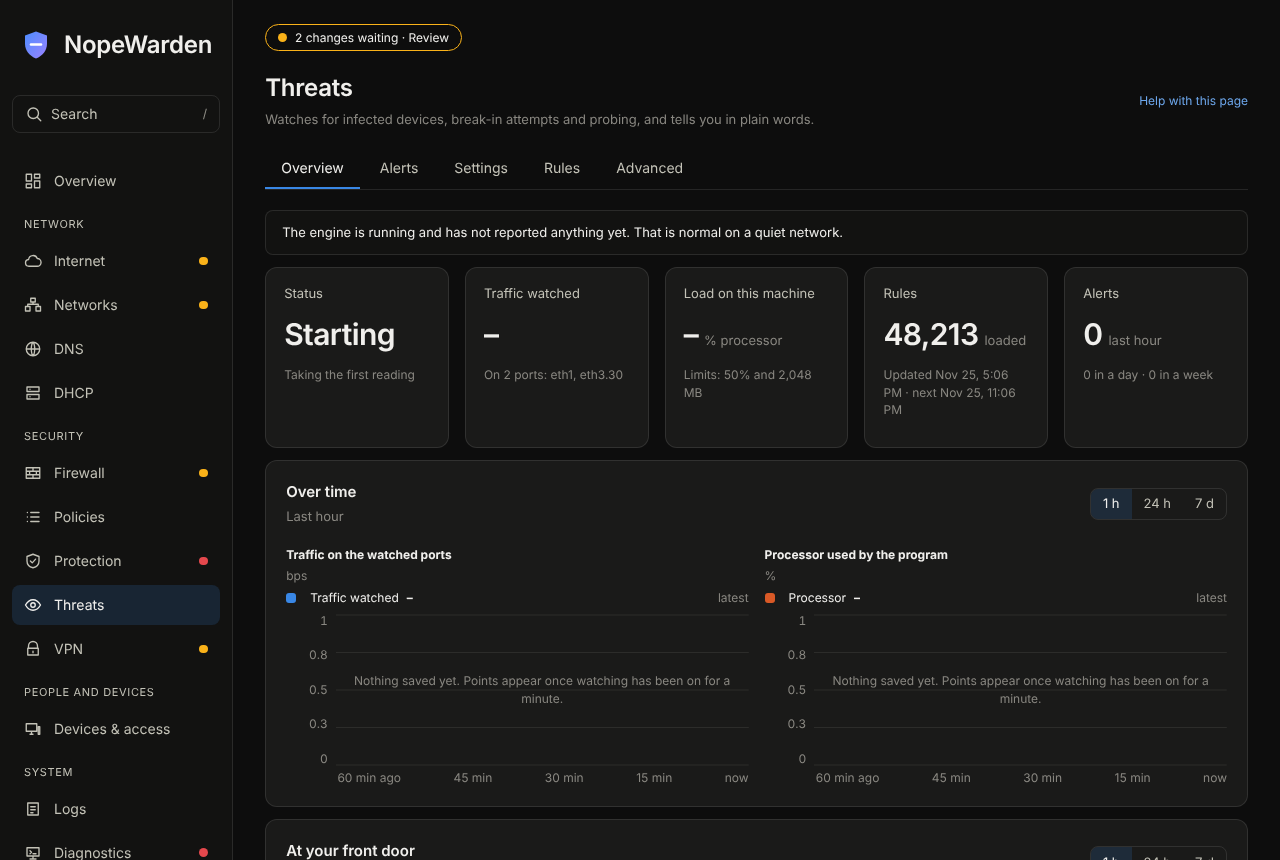 NopeWarden
Search /
Overview
NETWORK
Internet
Networks
DNS
DHCP
SECURITY
Firewall
Policies
Protection
Threats
VPN
PEOPLE AND DEVICES
Devices & access
SYSTEM
Logs
Diagnostics
2 changes waiting · Review
Threats
Help with this page
Watches for infected devices, break-in attempts and probing, and tells you in plain words.
Overview Alerts Settings Rules Advanced
The engine is running and has not reported anything yet. That is normal on a quiet network.
Status
Starting
Taking the first reading
Traffic watched
–
On 2 ports: eth1, eth3.30
Load on this machine
– % processor
Limits: 50% and 2,048
MB
Rules
48,213 loaded
Updated Nov 25, 5:06
PM · next Nov 25, 11:06
PM
Alerts
0 last hour
0 in a day · 0 in a week
Over time
Last hour
1 h 24 h 7 d
Traffic on the watched ports
bps
Traffic watched – latest
1
0.8
0.5
0.3
0
Nothing saved yet. Points appear once watching has been on for a
minute.
60 min ago 45 min 30 min 15 min now
Processor used by the program
%
Processor – latest
1
0.8
0.5
0.3
0
Nothing saved yet. Points appear once watching has been on for a
minute.
60 min ago 45 min 30 min 15 min now
At your front door
1 h 24 h 7 d